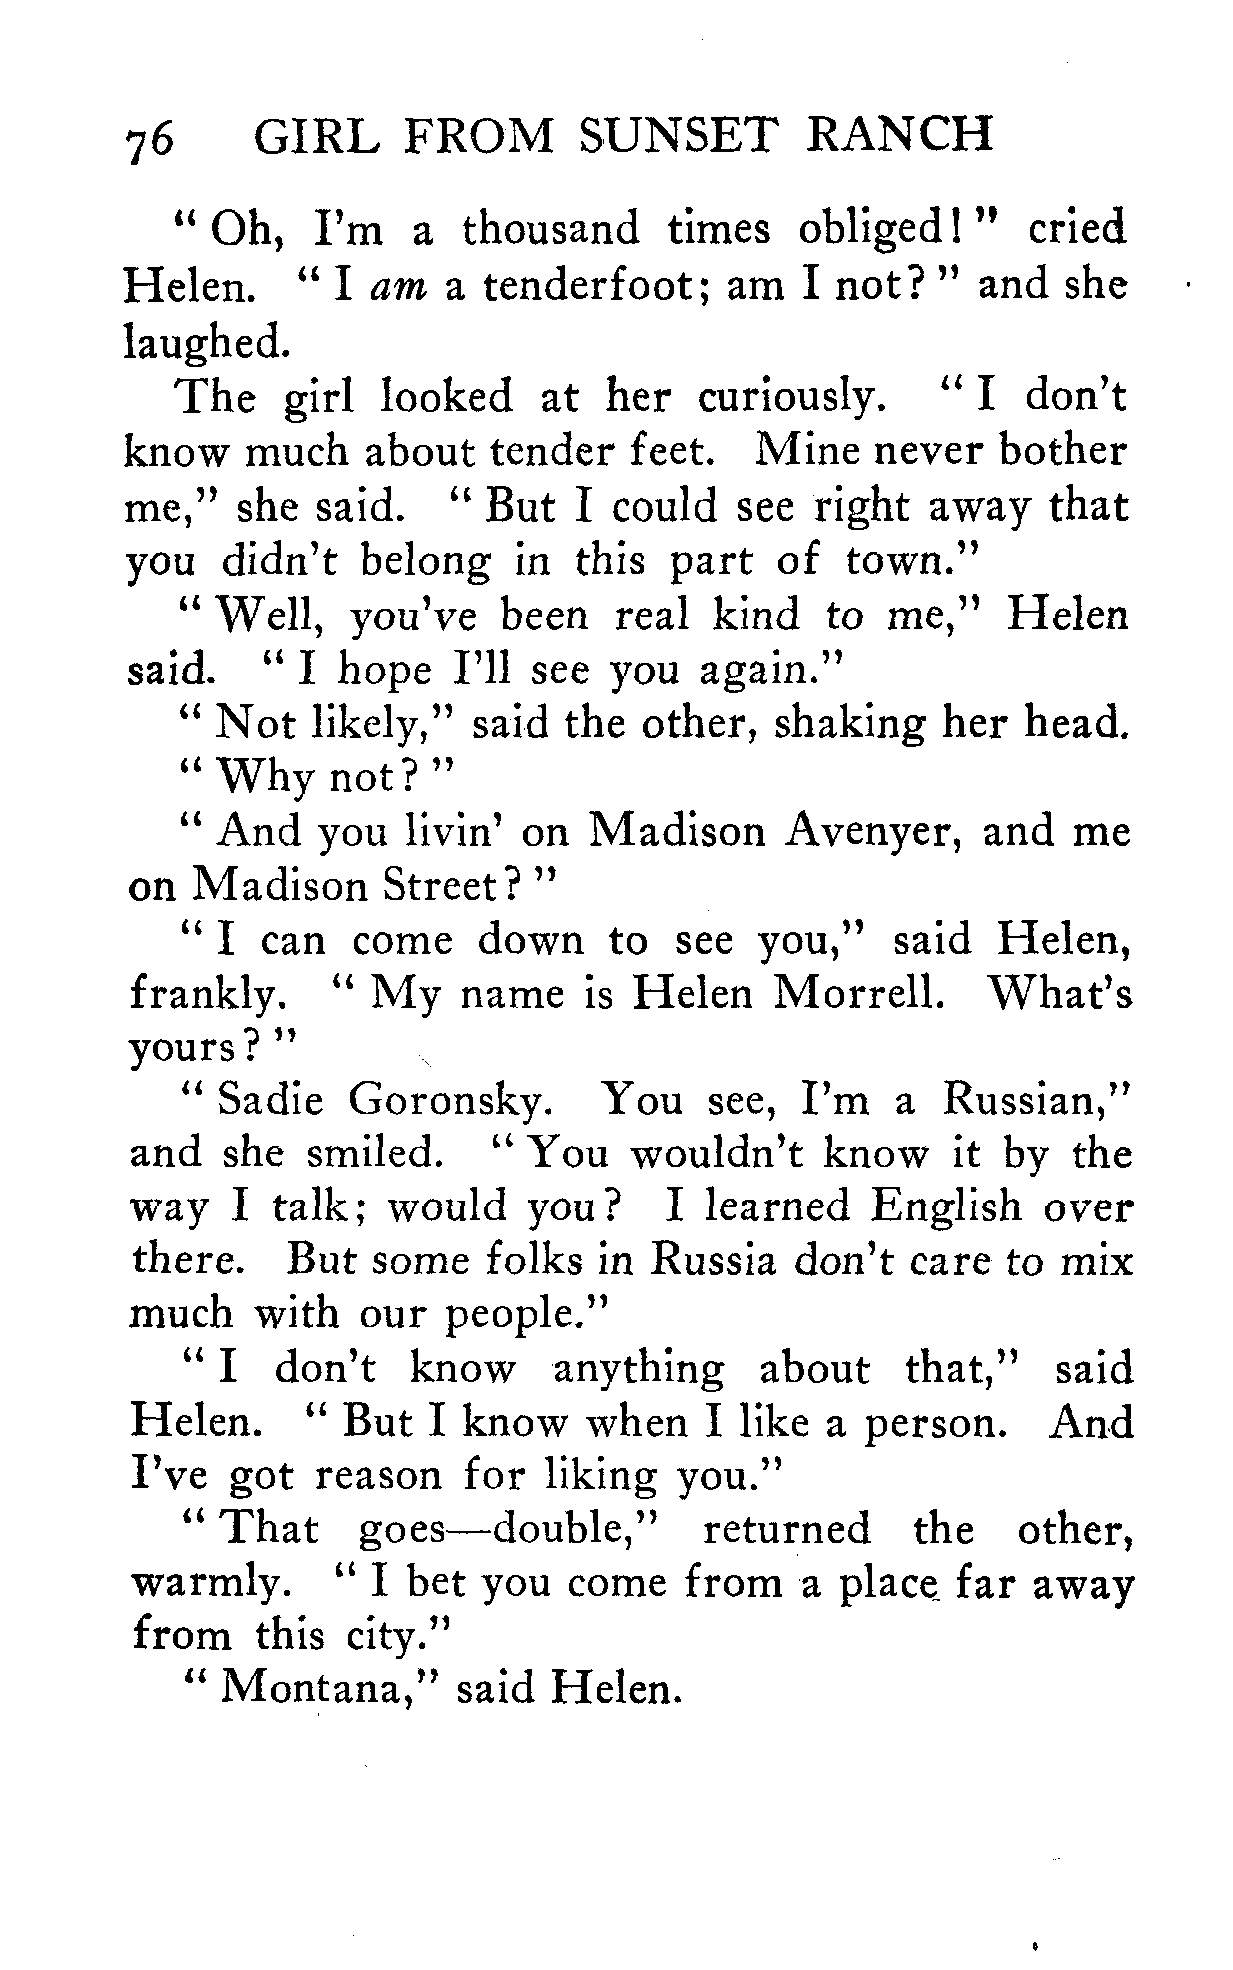 76 GIRL FROM SUNSET RANCH
" Oh, I'm a thousand times obliged! " cried
Helen. " I am a tenderfoot; am I not? " and she
laughed.
The girl looked at her curiously. " I don't
know much about tender feet. Mine never bother
me," she said. " But I could see right away that
you didn't belong in this part of town."
" Well, you've been real kind to me," Helen
said. " I hope I'll see you again."
" Not likely," said the other, shaking her head.
" Why not? "
" And you livin' on Madison Avenyer, and me
on Madison Street? "
" I can come down to see you," said Helen,
frankly. " My name is Helen Morrell. What's
yours? "
" Sadie Goronsky. You see, I'm a Russian,"
and she smiled. " You wouldn't know it by the
way I talk; would you? I learned English over
there. But some folks in Russia don't care to mix
much with our people."
" I don't know anything about that," said
Helen. " But I know when I like a person. And
I've got reason for liking you."
" That goes—double," returned the other,
warmly. " I bet you come from a place far away
from this city."
" Montana," said Helen.